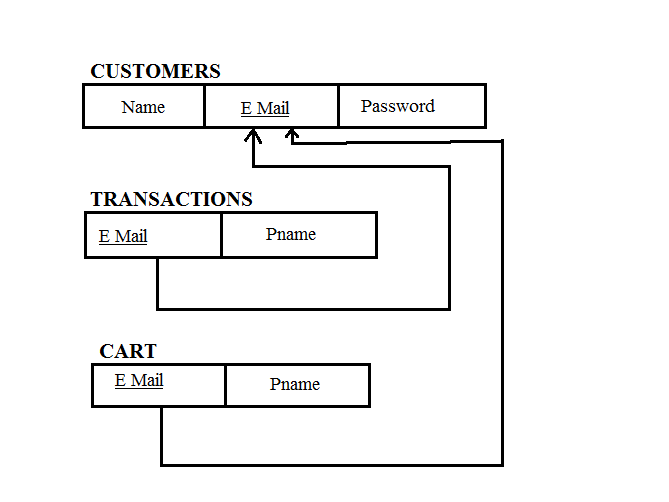 CUSTOMERS
Name E Mail Password
TRANSACTIONS
E Mail Pname
CART
E Mail Pname